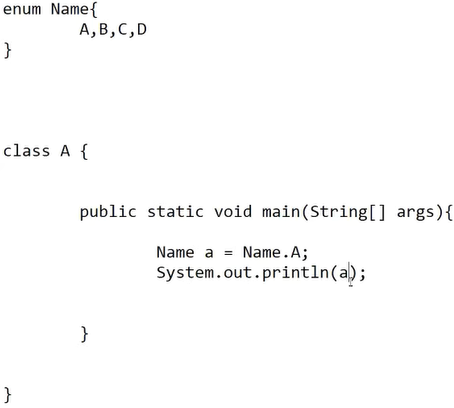 enum Name{
A,B,C,D
}
class A {
public static void main(String[] args){
Name a = Name.A;
System.out.println(a);
}
}